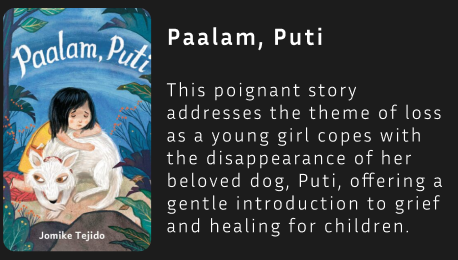 Paalam, Puti
Jomike Tejido
Paalam, Puti
This poignant story
addresses the theme of loss
as a young girl copes with
the disappearance of her
beloved dog, Puti, offering a
gentle introduction to grief
and healing for children.